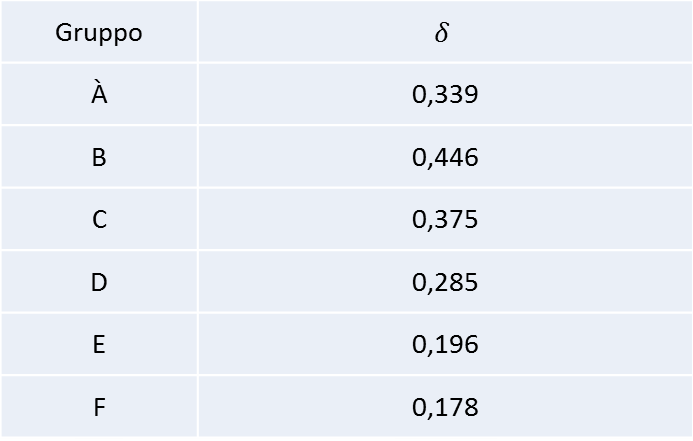 Gruppo 𝛿
À 0,339
B 0,446
C 0,375
D 0,285
E 0,196
F 0,178